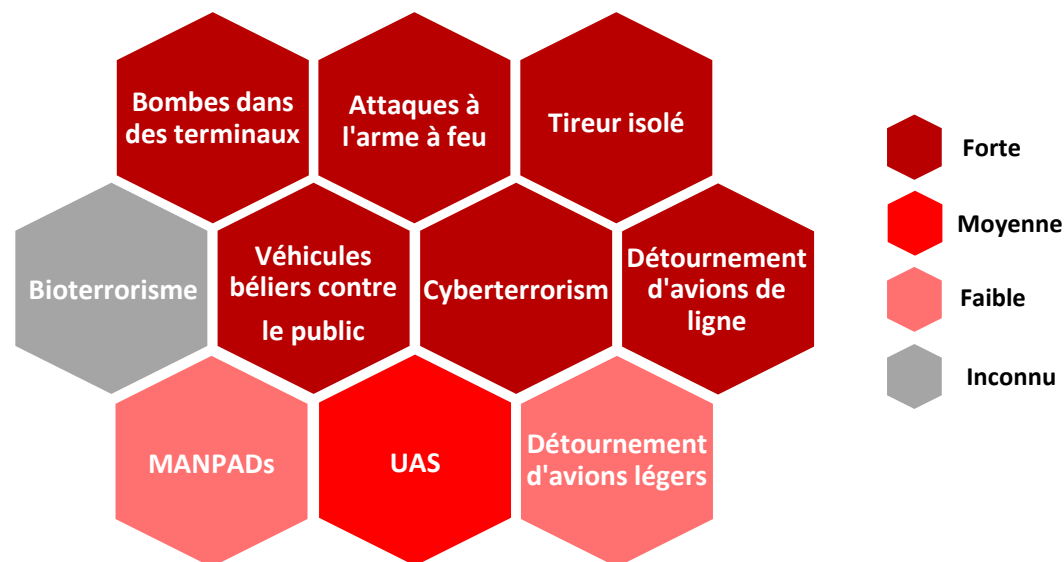 Bombes dans
des terminaux
Attaques à
l'arme à feu
Tireur isolé
Bioterrorisme
Véhicules
béliers contre
le public
Cyberterrorism
Détournement
d'avions de
ligne
MANPADs
UAS
Détournement
d'avions légers
Forte
Moyenne
Faible
Inconnu